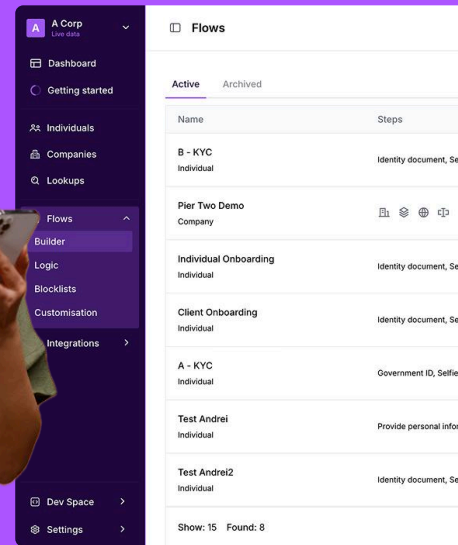 A
A Corp
Live data
Dashboard
Getting started
Individuals
Companies
Lookups
Flows
Builder
Logic
Blocklists
Customisation
Integrations
Dev Space
Settings
Flows
Active Archived
Name Steps
B - KYC
Individual
Identity document, Se
Pier Two Demo
Company
Individual Onboarding
Individual
Identity document, Se
Client Onboarding
Individual
Identity document, Se
A - KYC
Individual
Government ID, Selfie
Test Andrei
Individual
Provide personal infor
Test Andrei2
Individual
Identity document, Se
Show: 15 Found: 8